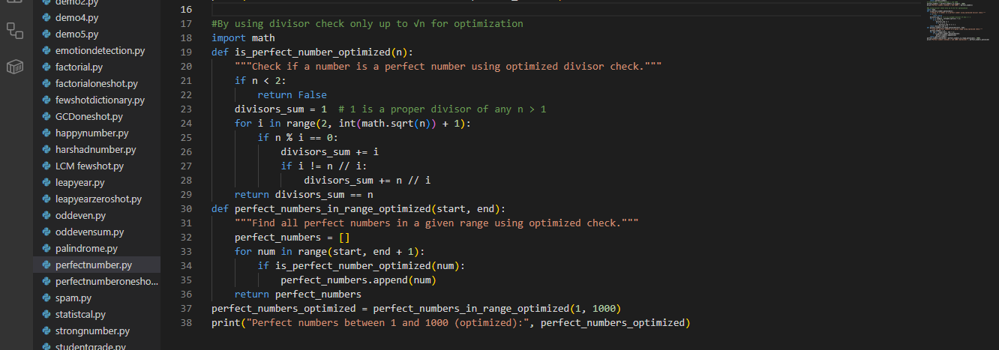 demo2.py
demo4.py
demo5.py
emotiondetection.py
factorial.py
factorialoneshot.py
fewshotdictionary.py
GCDoneshot.py
happynumber.py
harshadnumber.py
LCM fewshot.py
leapyear.py
leapyearzeroshot.py
oddeven.py
oddevensum.py
palindrome.py
perfectnumber.py
perfectnumberonesho...
spam.py
statistcal.py
strongnumber.py
studentgrade.py
16
17 #By using divisor check only up to √n for optimization
18 import math
19 def is_perfect_number_optimized(n):
20     """Check if a number is a perfect number using optimized divisor check."""
21     if n < 2:
22         return False
23     divisors_sum = 1  # 1 is a proper divisor of any n > 1
24     for i in range(2, int(math.sqrt(n)) + 1):
25         if n % i == 0:
26             divisors_sum += i
27             if i != n // i:
28                 divisors_sum += n // i
29     return divisors_sum == n
30 def perfect_numbers_in_range_optimized(start, end):
31     """Find all perfect numbers in a given range using optimized check."""
32     perfect_numbers = []
33     for num in range(start, end + 1):
34         if is_perfect_number_optimized(num):
35             perfect_numbers.append(num)
36     return perfect_numbers
37 perfect_numbers_optimized = perfect_numbers_in_range_optimized(1, 1000)
38 print("Perfect numbers between 1 and 1000 (optimized):", perfect_numbers_optimized)